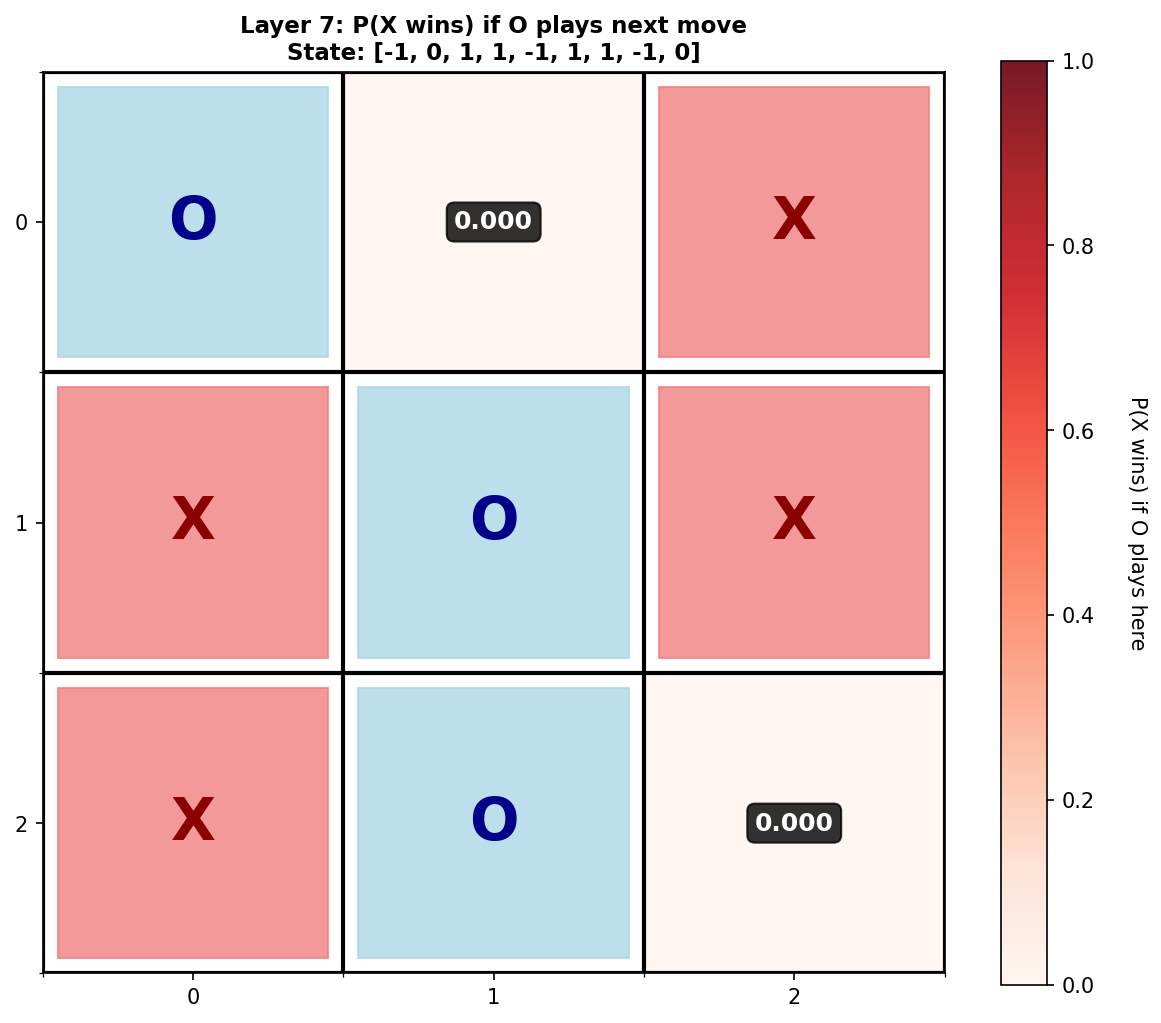 Layer 7: P(X wins) if O plays next move
State: [-1, 0, 1, 1, -1, 1, 1, -1, 0]
0
O
0.000
X
1
X
O
X
2
X
O
0.000
0
1
2
1.0
0.8
0.6
0.4
0.2
0.0
P(X wins) if O plays here